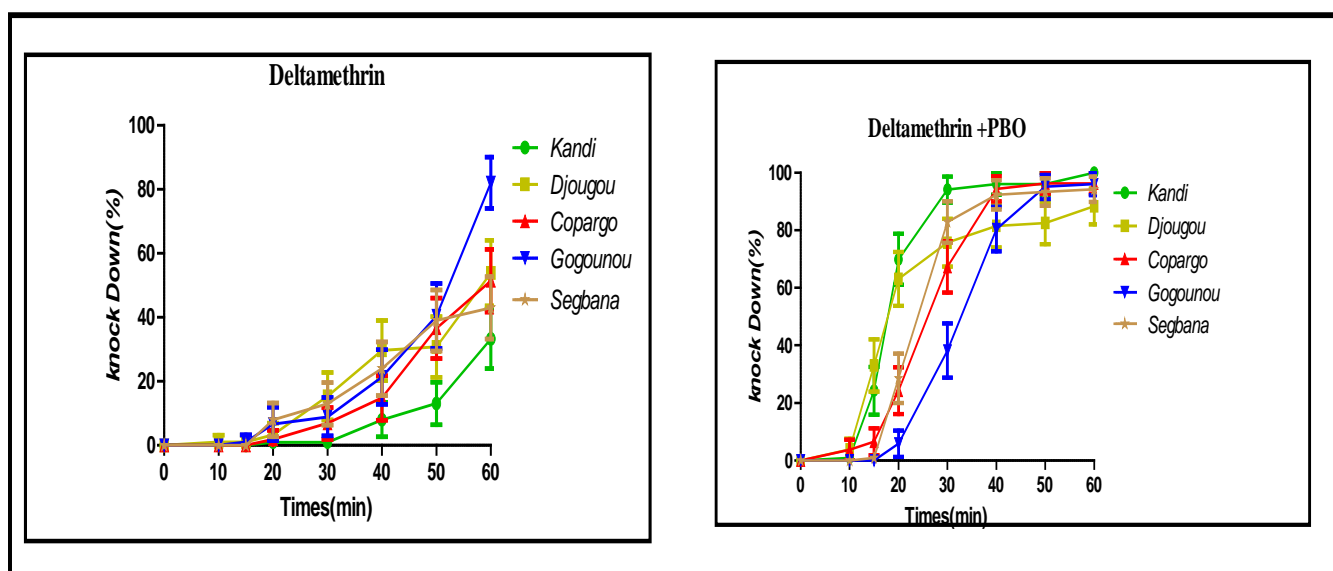 Deltamethrin
knock Down(%)
100
80
60
40
20
0
0 10 20 30 40 50 60
Times(min)
Kandi
Djougou
Copargo
Gogounou
Segbana
Deltamethrin +PBO
knock Down(%)
100
80
60
40
20
0
0 10 20 30 40 50 60
Times(min)
Kandi
Djougou
Copargo
Gogounou
Segbana